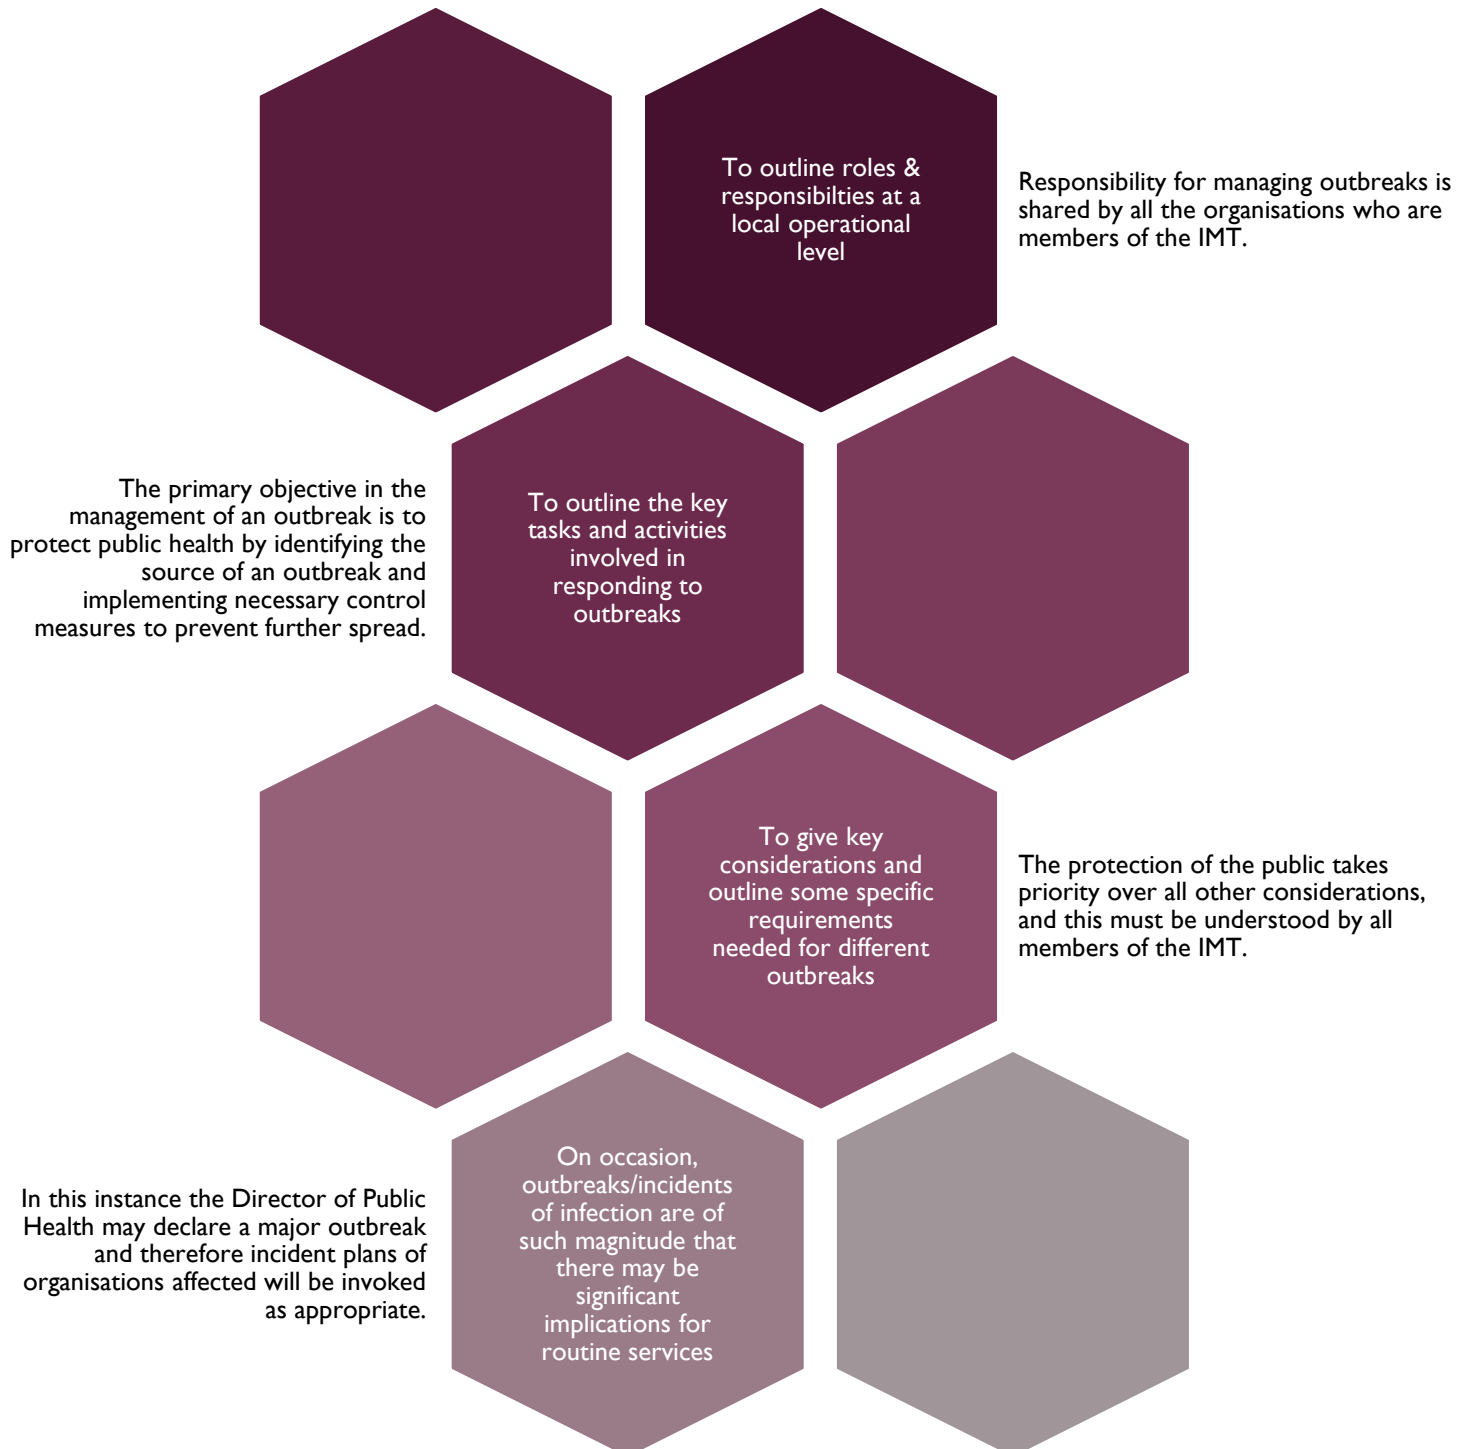 To outline roles &
responsibilties at a
local operational
level
Responsibility for managing outbreaks is
shared by all the organisations who are
members of the IMT.
The primary objective in the
management of an outbreak is to
protect public health by identifying the
source of an outbreak and
implementing necessary control
measures to prevent further spread.
To outline the key
tasks and activities
involved in
responding to
outbreaks
To give key
considerations and
outline some specific
requirements
needed for different
outbreaks
The protection of the public takes
priority over all other considerations,
and this must be understood by all
members of the IMT.
In this instance the Director of Public
Health may declare a major outbreak
and therefore incident plans of
organisations affected will be invoked
as appropriate.
On occasion,
outbreaks/incidents
of infection are of
such magnitude that
there may be
significant
implications for
routine services